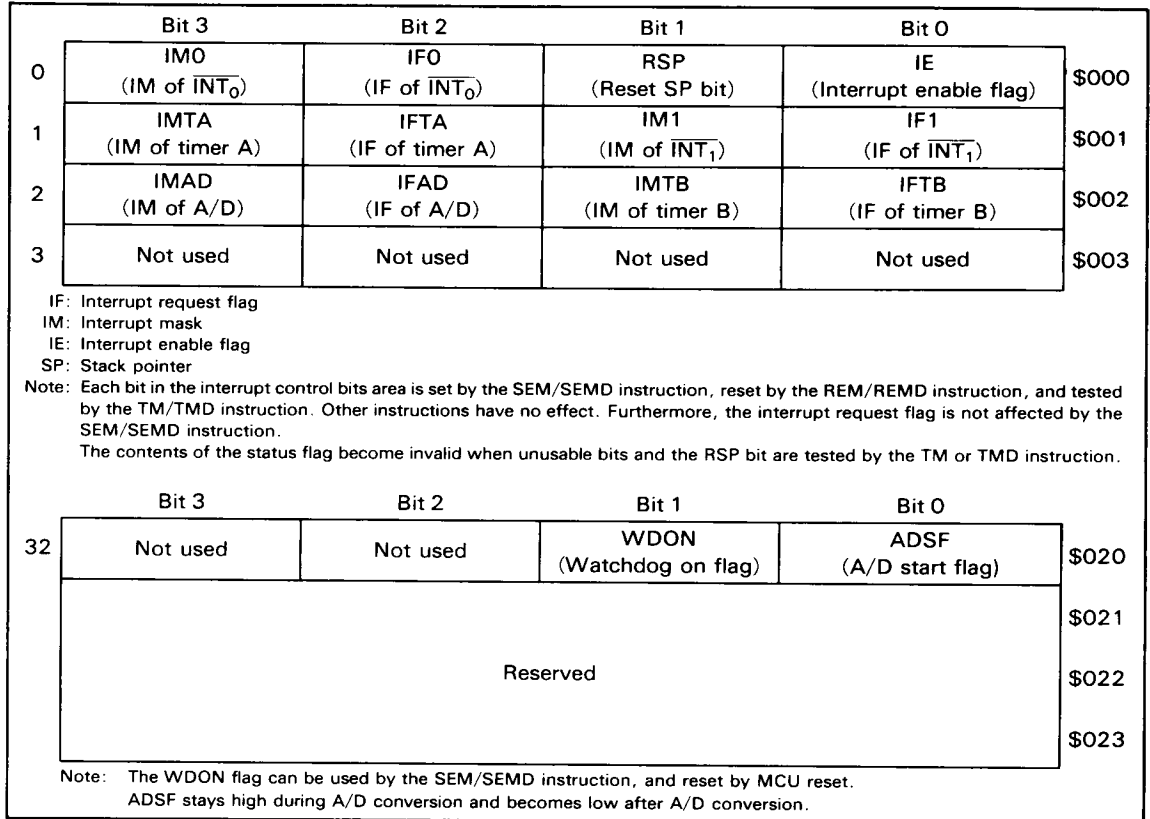 Bit 3 Bit 2 Bit 1 Bit 0
0 IM0 (IM of INT0) IF0 (IF of INT0) RSP (Reset SP bit) IE (Interrupt enable flag) $000
1 IMTA (IM of timer A) IFTA (IF of timer A) IM1 (IM of INT1) IF1 (IF of INT1) $001
2 IMAD (IM of A/D) IFAD (IF of A/D) IMTB (IM of timer B) IFTB (IF of timer B) $002
3 Not used Not used Not used Not used $003
IF: Interrupt request flag
IM: Interrupt mask
IE: Interrupt enable flag
SP: Stack pointer
Note: Each bit in the interrupt control bits area is set by the SEM/SEMD instruction, reset by the REM/REMD instruction, and tested
by the TM/TMD instruction. Other instructions have no effect. Furthermore, the interrupt request flag is not affected by the
SEM/SEMD instruction.
The contents of the status flag become invalid when unusable bits and the RSP bit are tested by the TM or TMD instruction.
Bit 3 Bit 2 Bit 1 Bit 0
32 Not used Not used WDON (Watchdog on flag) ADSF (A/D start flag) $020
$021
Reserved $022
$023
Note: The WDON flag can be used by the SEM/SEMD instruction, and reset by MCU reset.
ADSF stays high during A/D conversion and becomes low after A/D conversion.